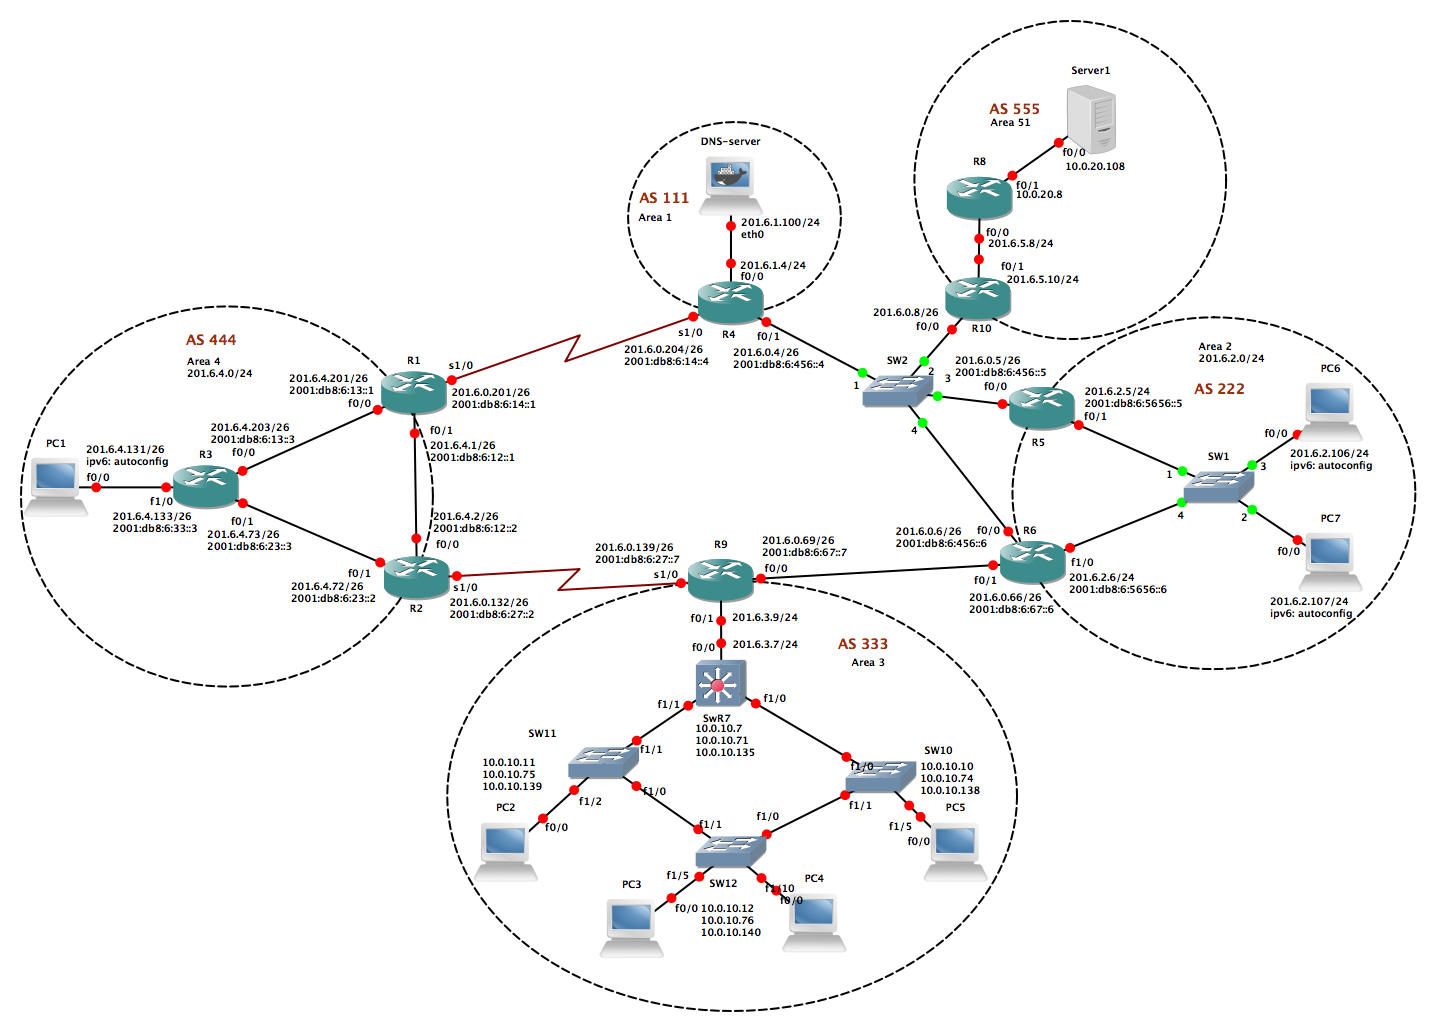 Server1
AS 555
Area 51
f0/0
10.0.20.108
R8
f0/1
10.0.20.8
f0/0
201.6.5.8/24
f0/1
201.6.5.10/24
R10
201.6.0.8/26
f0/0
DNS-server
AS 111
Area 1
201.6.1.100/24
eth0
201.6.1.4/24
f0/0
R4
s1/0
201.6.0.204/26
2001:db8:6:14::4
f0/1
201.6.0.4/26
2001:db8:6:456::4
SW2
1
2
3
4
201.6.0.5/26
2001:db8:6:456::5
f0/0
R5
Area 2
201.6.2.0/24
AS 222
201.6.2.5/24
2001:db8:6:5656::5
f0/1
PC6
f0/0
201.6.2.106/24
ipv6: autoconfig
SW1
1
3
4
2
PC7
f0/0
201.6.2.107/24
ipv6: autoconfig
R6
f0/0
201.6.0.6/26
2001:db8:6:456::6
f1/0
201.6.2.6/24
2001:db8:6:5656::6
f0/1
201.6.0.66/26
2001:db8:6:67::6
AS 444
Area 4
201.6.4.0/24
R1
s1/0
201.6.0.201/26
2001:db8:6:14::1
201.6.4.201/26
2001:db8:6:13::1
f0/0
f0/1
201.6.4.1/26
2001:db8:6:12::1
201.6.4.203/26
2001:db8:6:13::3
f0/0
R3
PC1
201.6.4.131/26
ipv6: autoconfig
f0/0
f1/0
201.6.4.133/26
2001:db8:6:33::3
f0/1
201.6.4.73/26
2001:db8:6:23::3
201.6.4.2/26
2001:db8:6:12::2
f0/0
f0/1
201.6.4.72/26
2001:db8:6:23::2
R2
s1/0
201.6.0.132/26
2001:db8:6:27::2
R9
201.6.0.139/26
2001:db8:6:27::7
s1/0
201.6.0.69/26
2001:db8:6:67::7
f0/0
f0/1
201.6.3.9/24
f0/0
201.6.3.7/24
AS 333
Area 3
f1/1
f1/0
SwR7
10.0.10.7
10.0.10.71
10.0.10.135
SW11
f1/1
10.0.10.11
10.0.10.75
10.0.10.139
f1/2
f1/0
PC2
f0/0
SW10
f1/0
10.0.10.10
10.0.10.74
10.0.10.138
f1/1
f1/5
PC5
f0/0
f1/1
f1/0
SW12
f1/5
f1/10
PC3
f0/0
10.0.10.12
10.0.10.76
10.0.10.140
PC4
f0/0